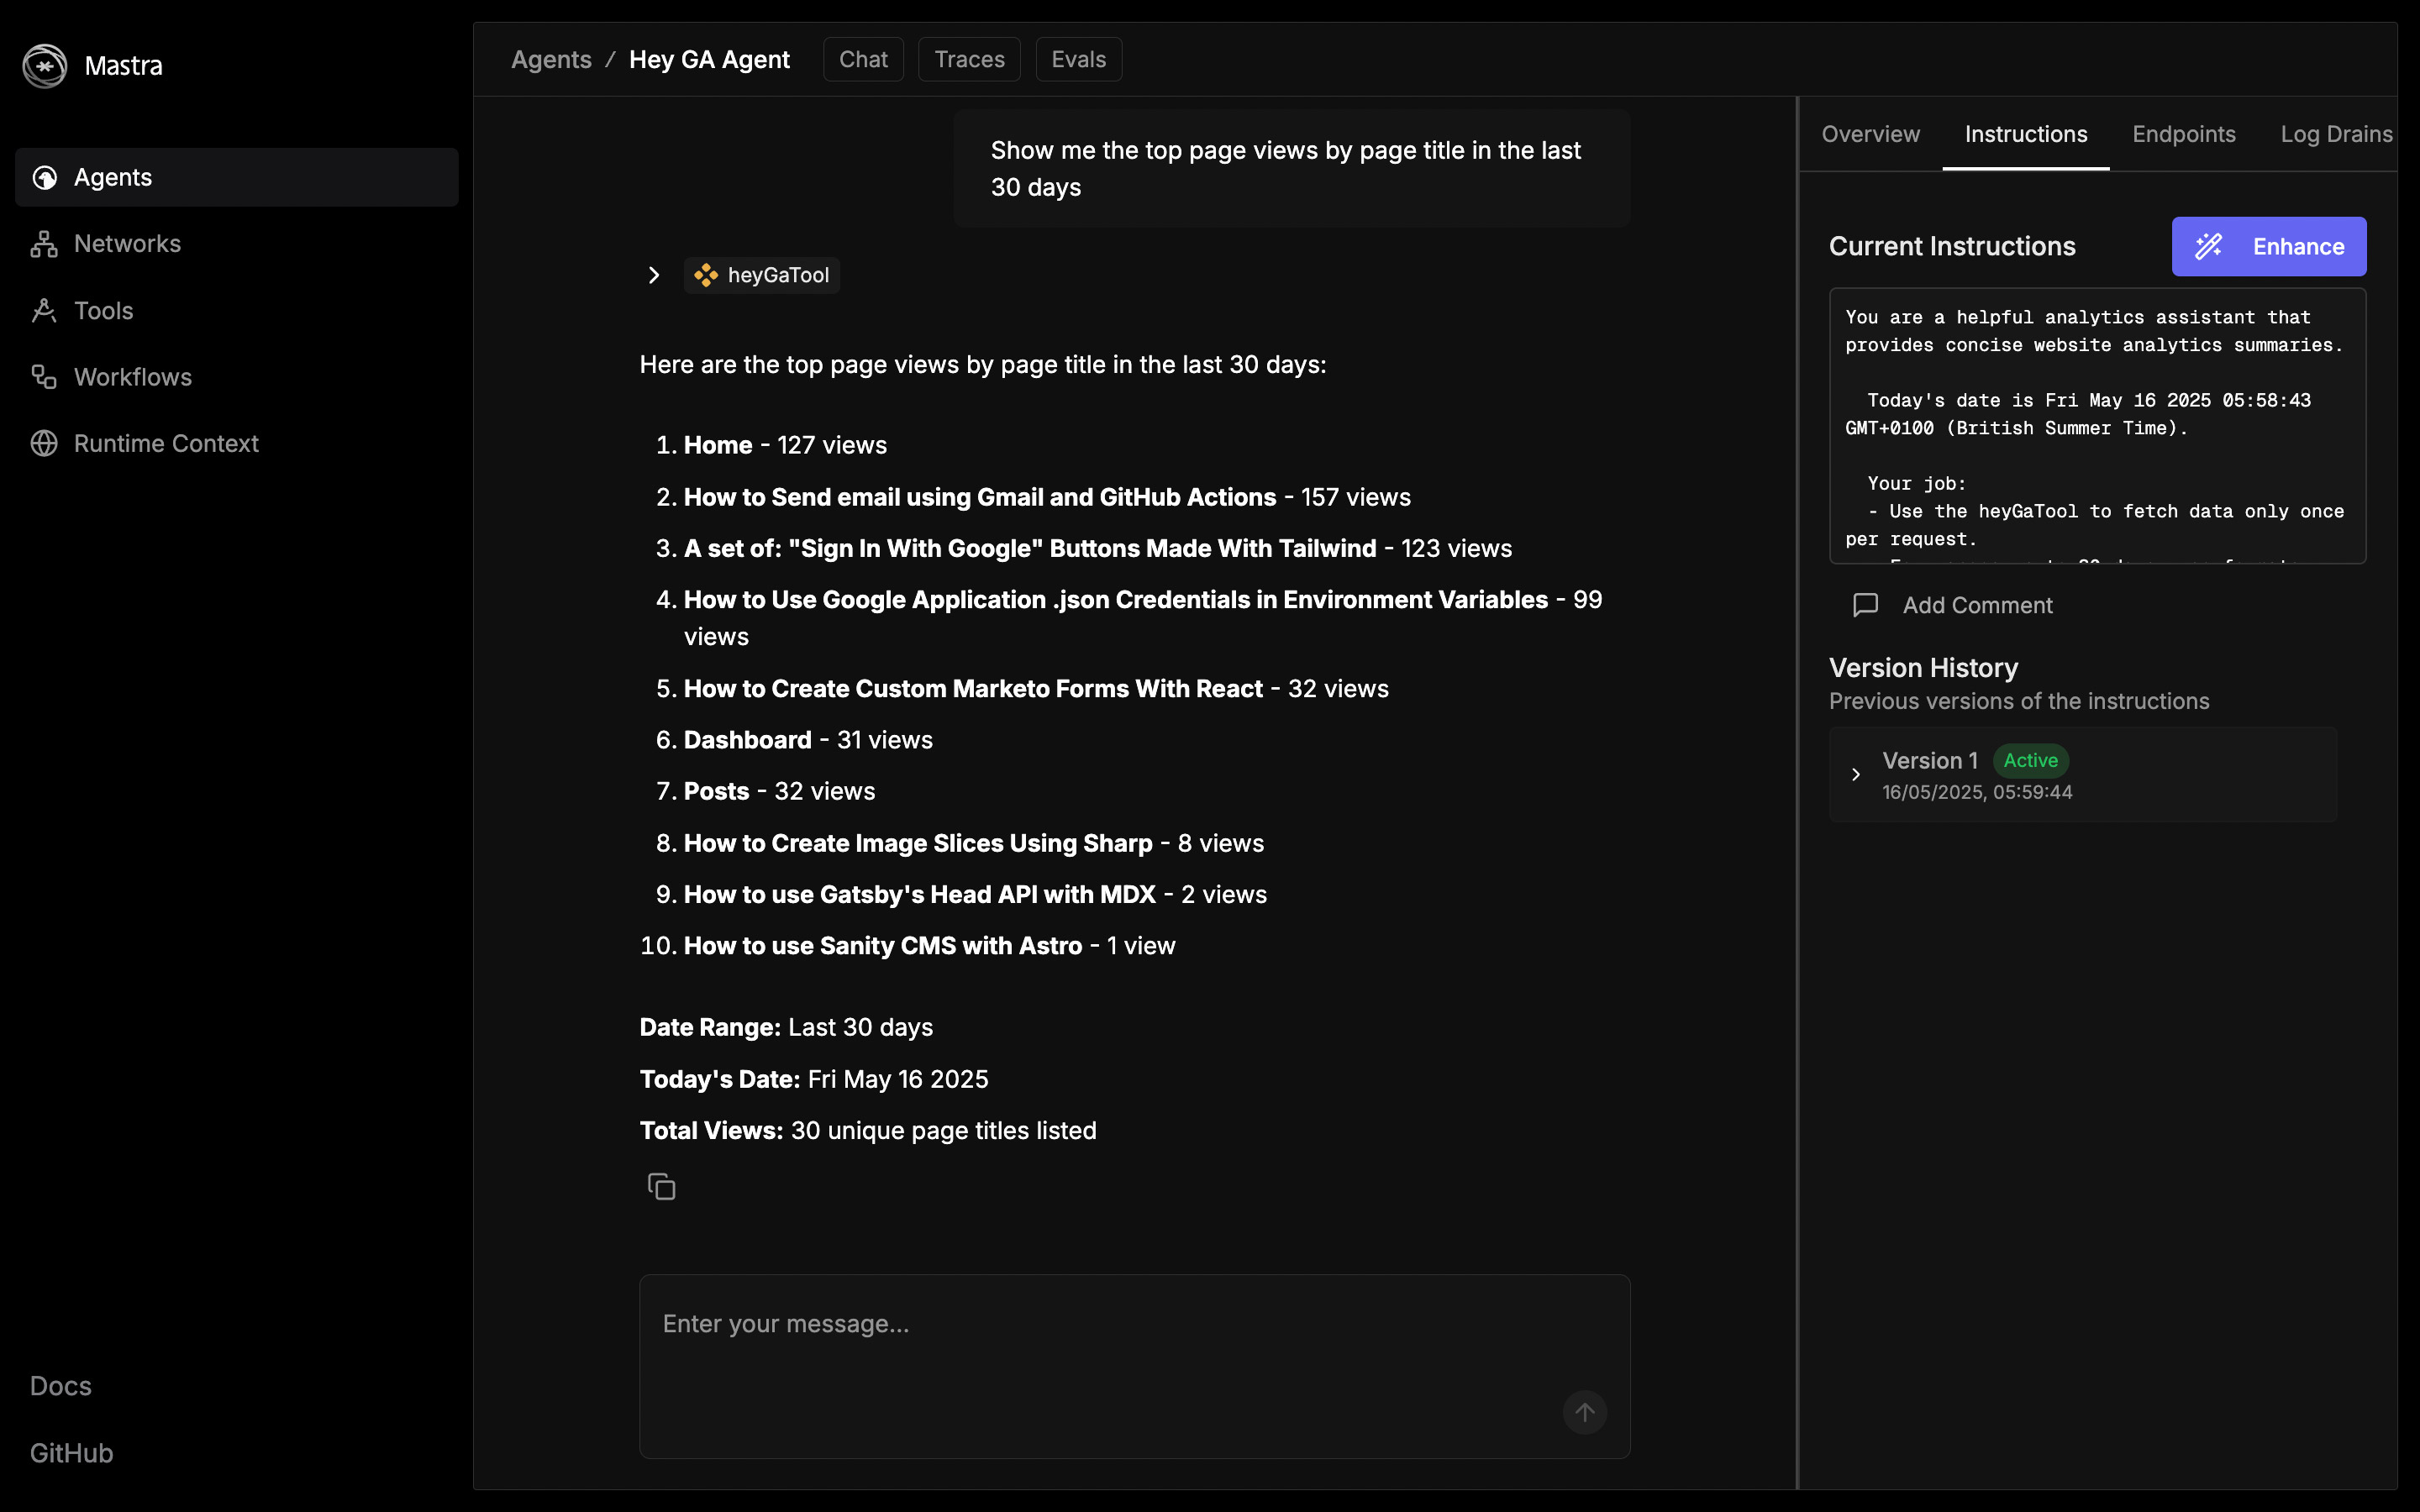 Mastra
Agents
Networks
Tools
Workflows
Runtime Context
Docs
GitHub
Agents / Hey GA Agent Chat Traces Evals
Show me the top page views by page title in the last
30 days
heyGaTool
Here are the top page views by page title in the last 30 days:
1. Home - 127 views
2. How to Send email using Gmail and GitHub Actions - 157 views
3. A set of: "Sign In With Google" Buttons Made With Tailwind - 123 views
4. How to Use Google Application .json Credentials in Environment Variables - 99
views
5. How to Create Custom Marketo Forms With React - 32 views
6. Dashboard - 31 views
7. Posts - 32 views
8. How to Create Image Slices Using Sharp - 8 views
9. How to use Gatsby's Head API with MDX - 2 views
10. How to use Sanity CMS with Astro - 1 view
Date Range: Last 30 days
Today's Date: Fri May 16 2025
Total Views: 30 unique page titles listed
Enter your message...
Overview Instructions Endpoints Log Drains
Current Instructions
Enhance
You are a helpful analytics assistant that
provides concise website analytics summaries.
Today's date is Fri May 16 2025 05:58:43
GMT+0100 (British Summer Time).
Your job:
- Use the heyGaTool to fetch data only once
per request.
Add Comment
Version History
Previous versions of the instructions
Version 1 Active
16/05/2025, 05:59:44